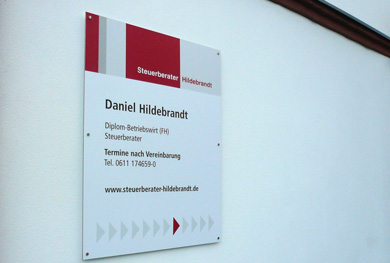 Steuerberater Hildebrandt
Daniel Hildebrandt
Diplom-Betriebswirt (FH)
Steuerberater
Termine nach Vereinbarung
Tel. 0611 174659-0
www.steuerberater-hildebrandt.de